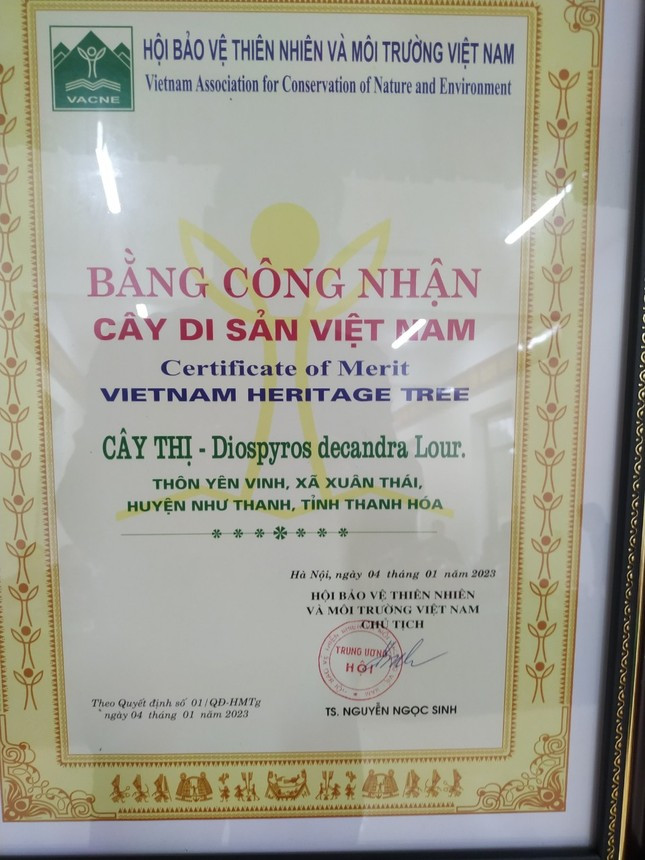 HỘI BẢO VỆ THIÊN NHIÊN VÀ MÔI TRƯỜNG VIỆT NAM
Vietnam Association for Conservation of Nature and Environment
VACNE
BẰNG CÔNG NHẬN
CÂY DI SẢN VIỆT NAM
Certificate of Merit
VIETNAM HERITAGE TREE
CÂY THỊ - Diospyros decandra Lour.
THÔN YÊN VINH, XÃ XUÂN THÁI,
HUYỆN NHƯ THANH, TỈNH THANH HÓA
Hà Nội, ngày 04 tháng 01 năm 2023
HỘI BẢO VỆ THIÊN NHIÊN
VÀ MÔI TRƯỜNG VIỆT NAM
CHỦ TỊCH
TRUNG ƯƠNG
HỘI
Theo Quyết định số 01/QĐ-HMTg
ngày 04 tháng 01 năm 2023
TS. NGUYỄN NGỌC SINH